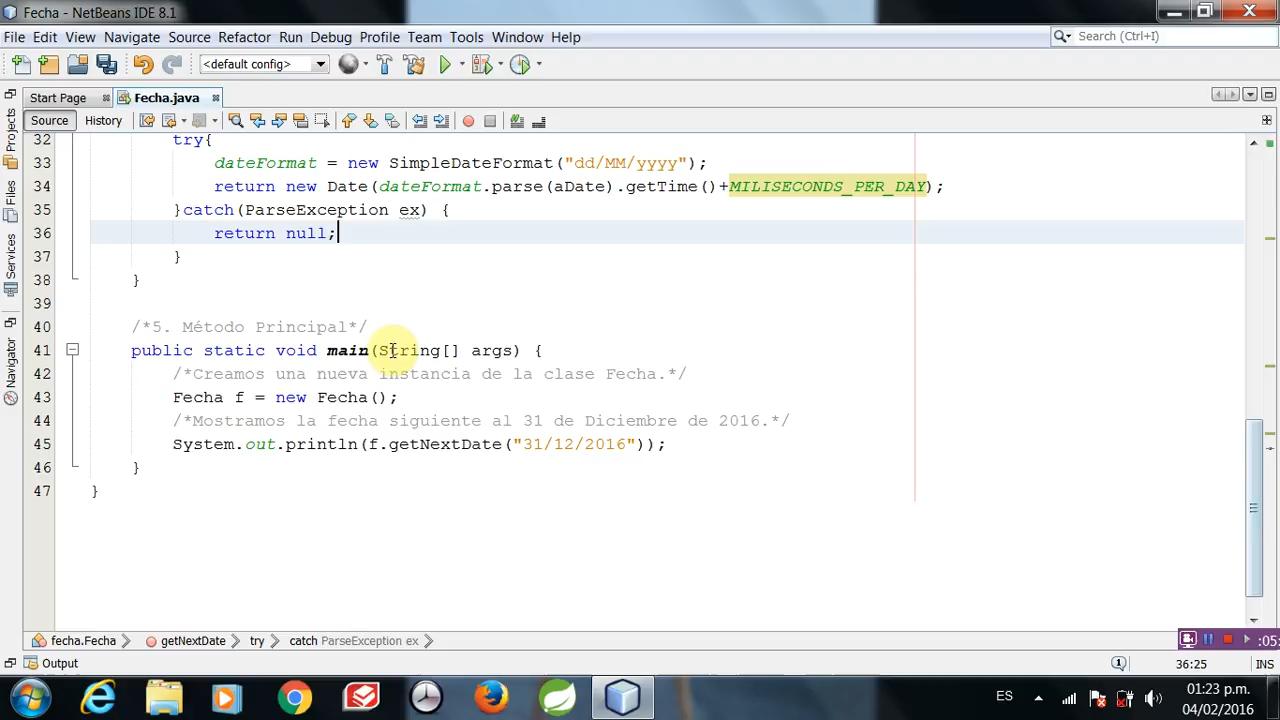 Fecha - NetBeans IDE 8.1
File Edit View Navigate Source Refactor Run Debug Profile Team Tools Window Help
Search (Ctrl+I)
<default config>
Start Page Fecha.java
Source History
32 try{
33 dateFormat = new SimpleDateFormat("dd/MM/yyyy");
34 return new Date(dateFormat.parse(aDate).getTime()+MILISECONDS_PER_DAY);
35 }catch(ParseException ex) {
36 return null;
37 }
38 }
39
40 /*5. Método Principal*/
41 public static void main(String[] args) {
42 /*Creamos una nueva instancia de la clase Fecha.*/
43 Fecha f = new Fecha();
44 /*Mostramos la fecha siguiente al 31 de Diciembre de 2016.*/
45 System.out.println(f.getNextDate("31/12/2016"));
46 }
47 }
Projects
Files
Services
Navigator
fecha.Fecha getNextDate try catch ParseException ex
:05
Output
1
36:25
INS
ES
01:23 p.m.
04/02/2016